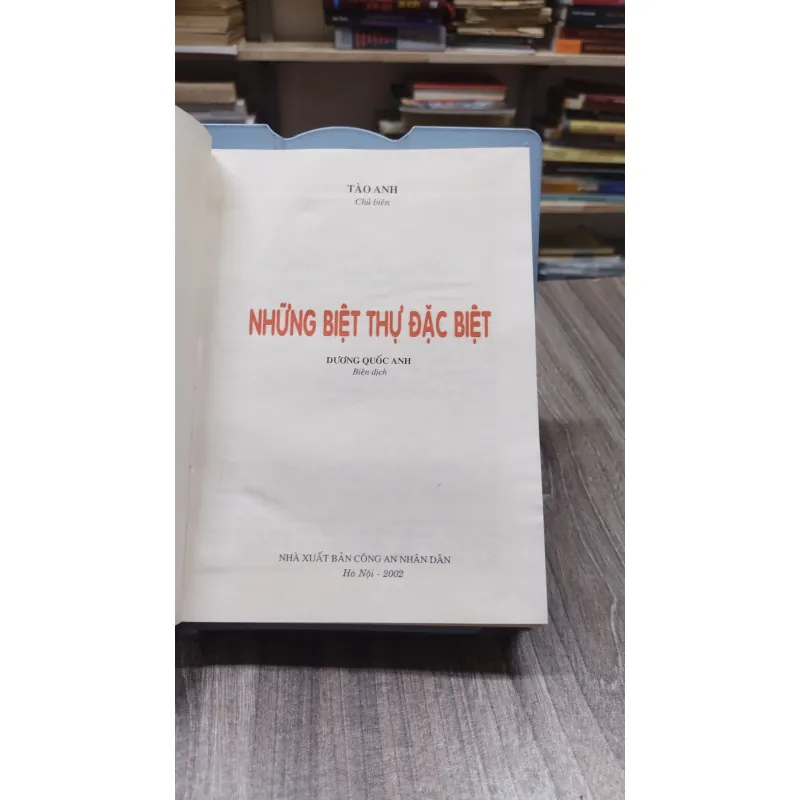 TÀO ANH
Chủ biên
NHỮNG BIỆT THỰ ĐẶC BIỆT
DƯƠNG QUỐC ANH
Biên dịch
NHÀ XUẤT BẢN CÔNG AN NHÂN DÂN
Hà Nội - 2002